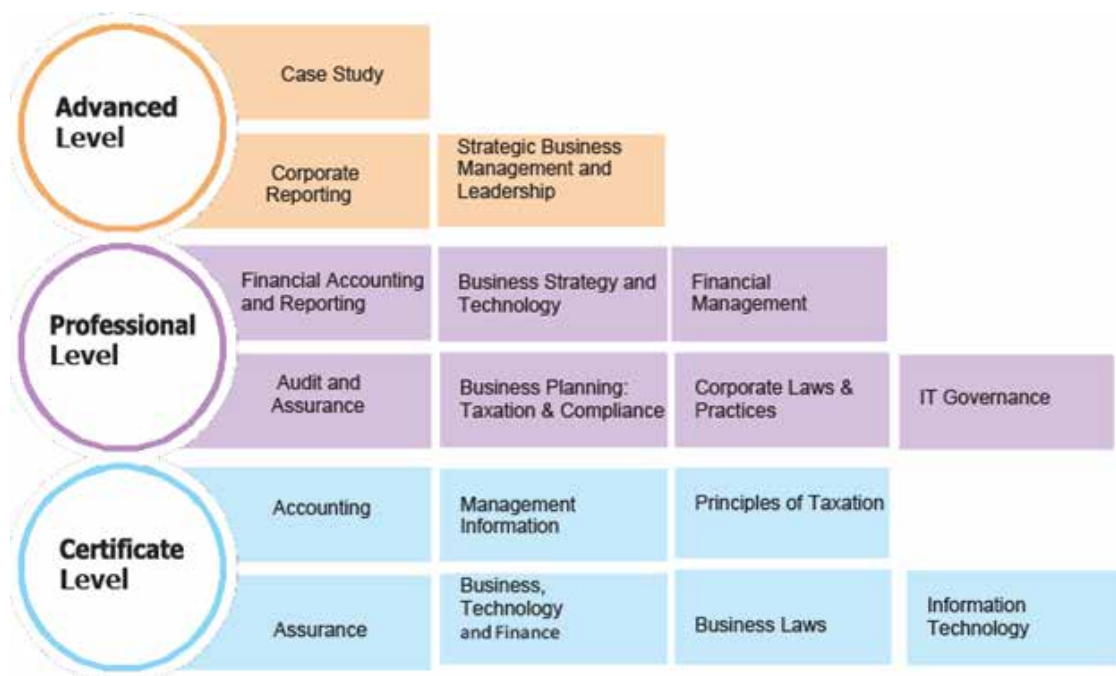 Advanced
Level
Case Study
Corporate
Reporting
Strategic Business
Management and
Leadership
Professional
Level
Financial Accounting
and Reporting
Business Strategy and
Technology
Financial
Management
Audit and
Assurance
Business Planning:
Taxation & Compliance
Corporate Laws &
Practices
IT Governance
Certificate
Level
Accounting
Management
Information
Principles of Taxation
Assurance
Business,
Technology
and Finance
Business Laws
Information
Technology